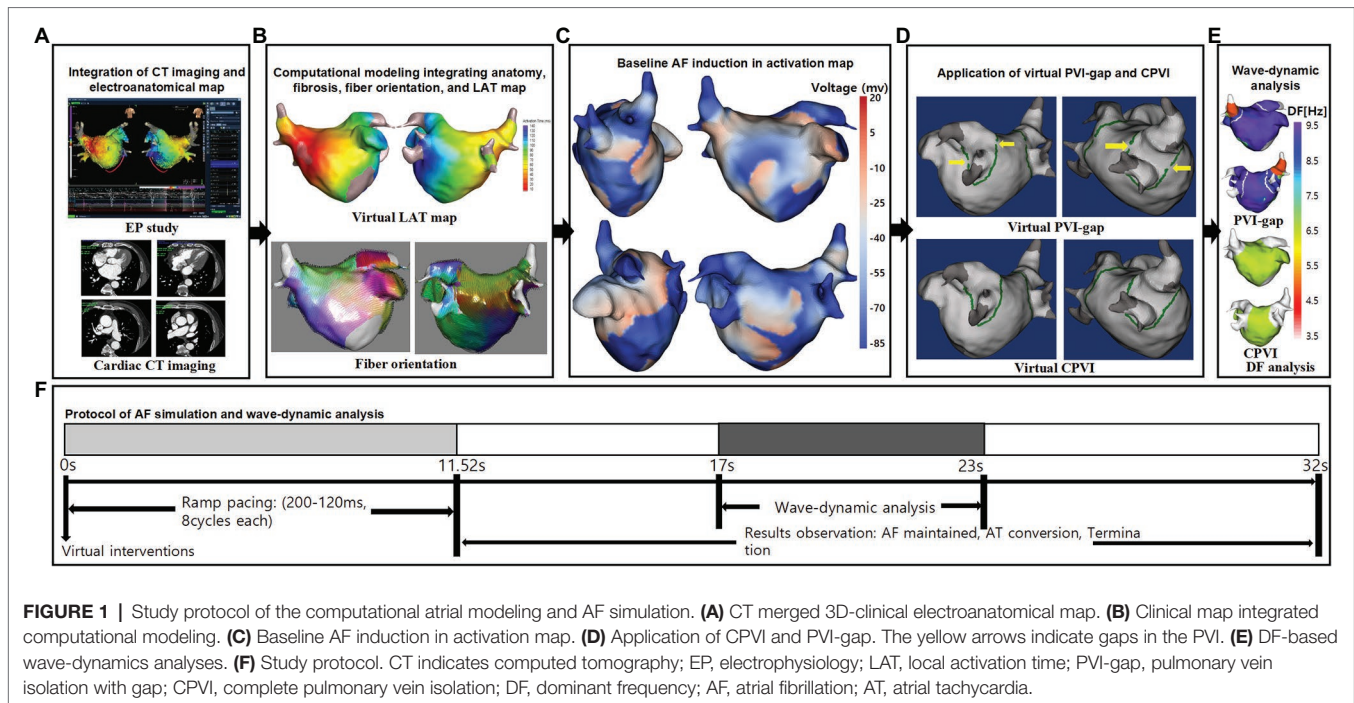 A
Integration of CT imaging and
electroanatomical map
EP study
Cardiac CT imaging
B
Computational modeling integrating anatomy,
fibrosis, fiber orientation, and LAT map
Virtual LAT map
Fiber orientation
C
Baseline AF induction in activation map
Voltage (mv)
20
5
-10
-25
-40
-55
-70
-85
D
Application of virtual PVI-gap and CPVI
Virtual PVI-gap
Virtual CPVI
E
Wave-dynamic
analysis
DF[Hz]
9.5
8.5
7.5
6.5
5.5
4.5
3.5
PVI-gap
CPVI
DF analysis
F
Protocol of AF simulation and wave-dynamic analysis
0s
11.52s
17s
23s
32s
Ramp pacing: (200-120ms,
8cycles each)
Wave-dynamic analysis
Virtual interventions
Results observation: AF maintained, AT conversion, Termina
tion
FIGURE 1 | Study protocol of the computational atrial modeling and AF simulation. (A) CT merged 3D-clinical electroanatomical map. (B) Clinical map integrated
computational modeling. (C) Baseline AF induction in activation map. (D) Application of CPVI and PVI-gap. The yellow arrows indicate gaps in the PVI. (E) DF-based
wave-dynamics analyses. (F) Study protocol. CT indicates computed tomography; EP, electrophysiology; LAT, local activation time; PVI-gap, pulmonary vein
isolation with gap; CPVI, complete pulmonary vein isolation; DF, dominant frequency; AF, atrial fibrillation; AT, atrial tachycardia.